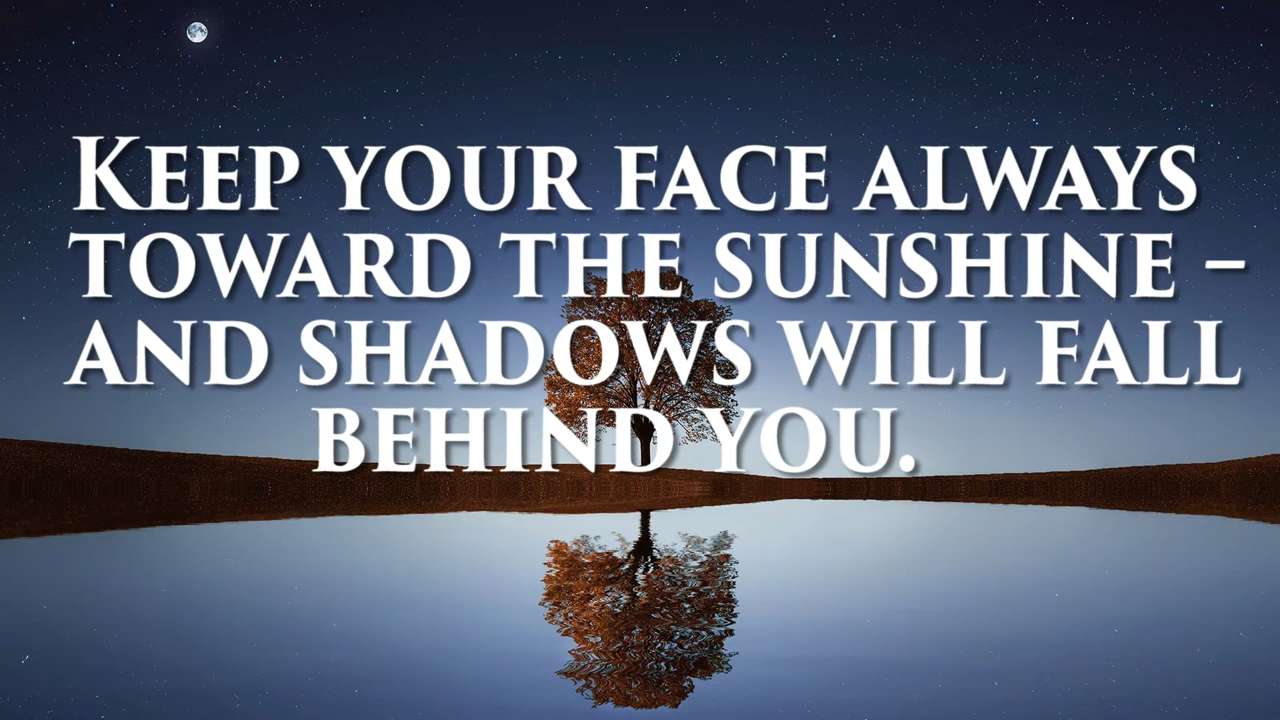 Keep your face always
toward the sunshine –
and shadows will fall
behind you.